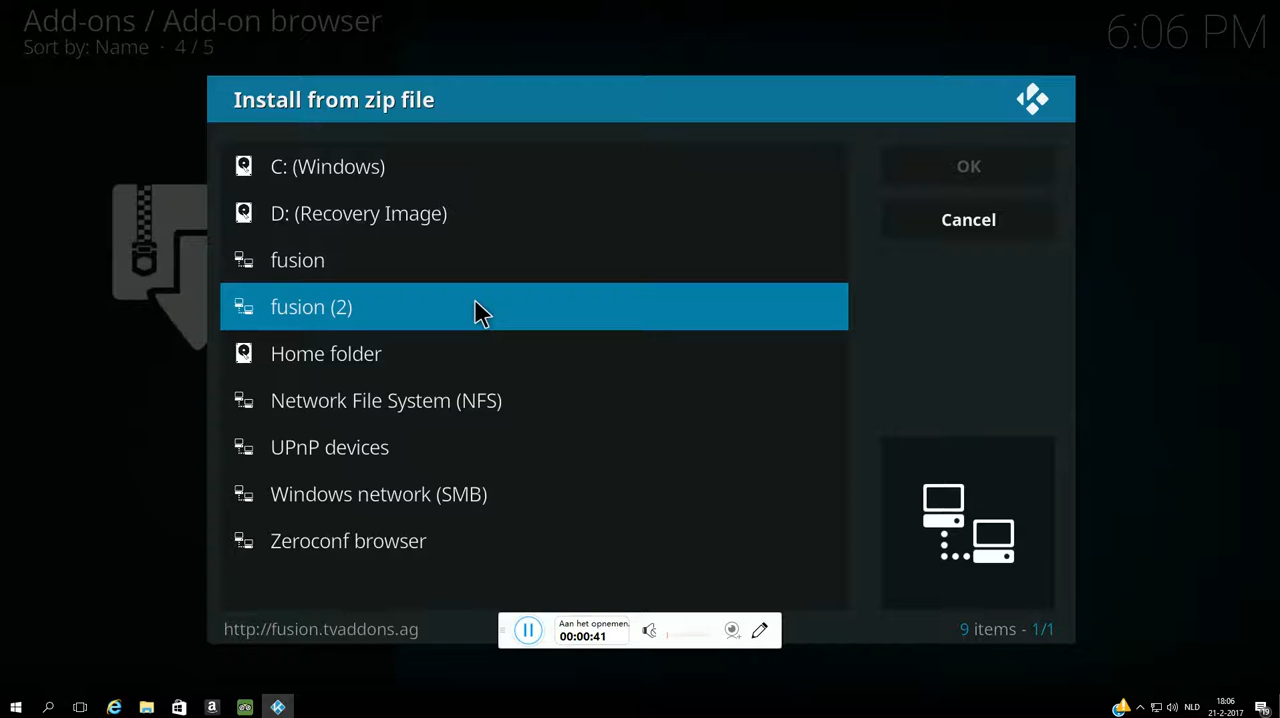 Add-ons / Add-on browser
Sort by: Name · 4 / 5
6:06 PM
Install from zip file
C: (Windows)
D: (Recovery Image)
fusion
fusion (2)
Home folder
Network File System (NFS)
UPnP devices
Windows network (SMB)
Zeroconf browser
OK
Cancel
http://fusion.tvaddons.ag
9 items - 1/1
Aan het opnemen.
00:00:41
NLD
18:06
21-2-2017
19